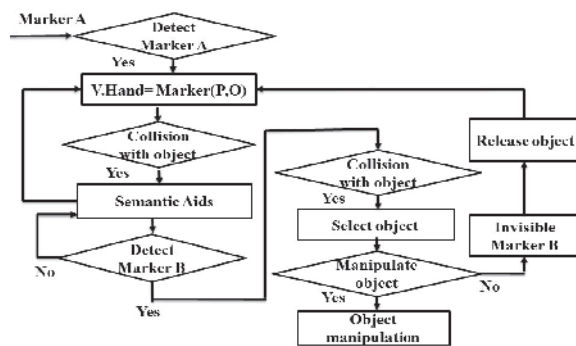 Marker A
Detect
Marker A
Yes
V.Hand= Marker(P,O)
Collision
with object
Yes
Semantic Aids
Detect
Marker B
No
Yes
Collision
with object
Yes
Select object
Manipulate
object
Yes
No
Object
manipulation
Invisible
Marker B
Release object